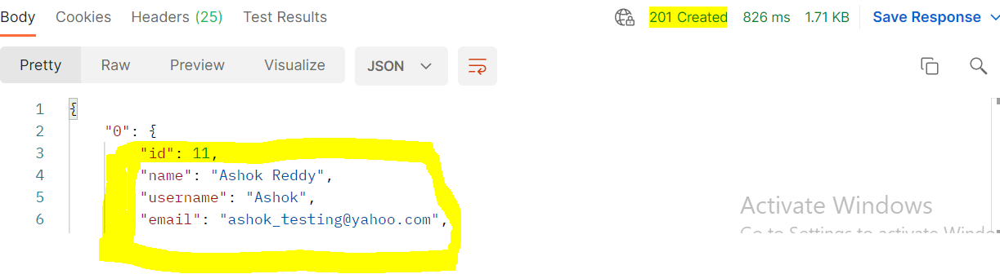 Body Cookies Headers (25) Test Results 201 Created 826 ms 1.71 KB Save Response
Pretty Raw Preview Visualize JSON
1 {
2 "0": {
3 "id": 11,
4 "name": "Ashok Reddy",
5 "username": "Ashok",
6 "email": "ashok_testing@yahoo.com",
Activate Windows
Go to Settings to activate Windo